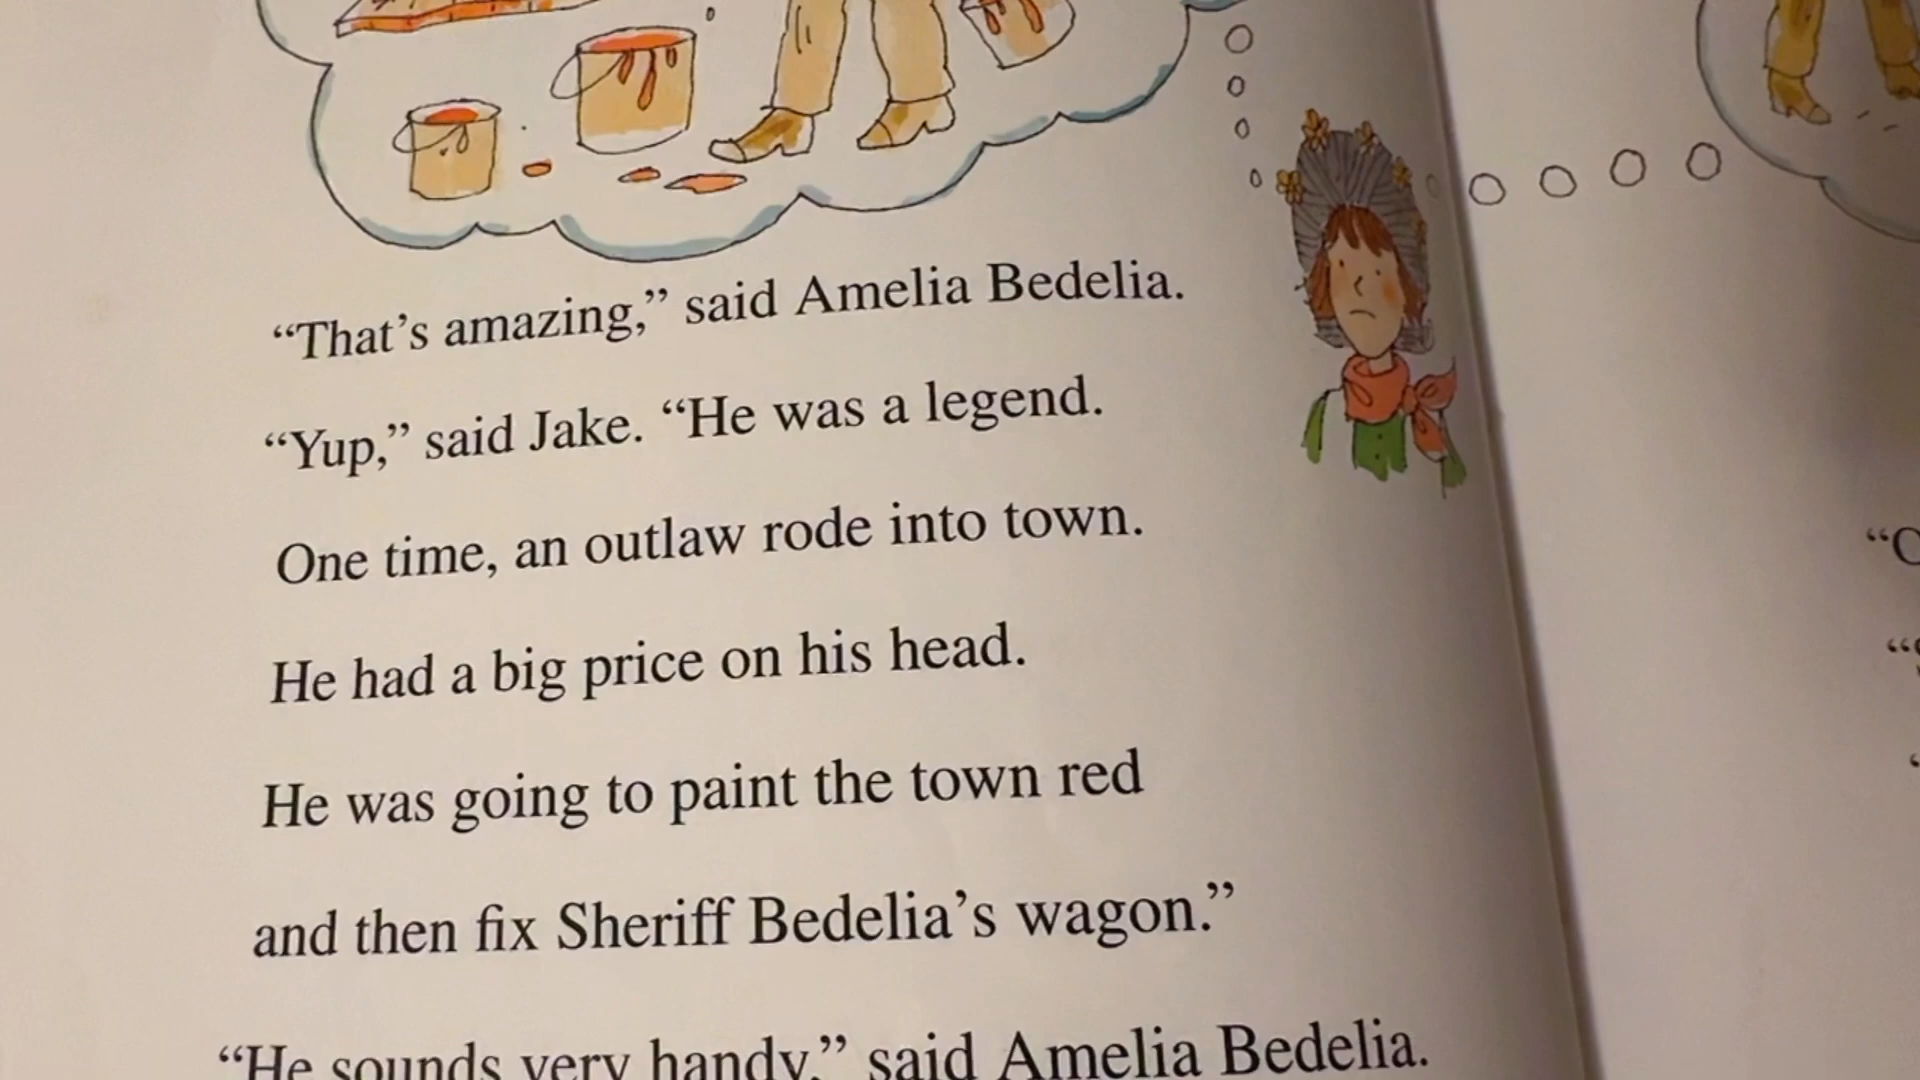 “That’s amazing,” said Amelia Bedelia.
“Yup,” said Jake. “He was a legend.
One time, an outlaw rode into town.
He had a big price on his head.
He was going to paint the town red
and then fix Sheriff Bedelia’s wagon.”
“He sounds very handy,” said Amelia Bedelia.